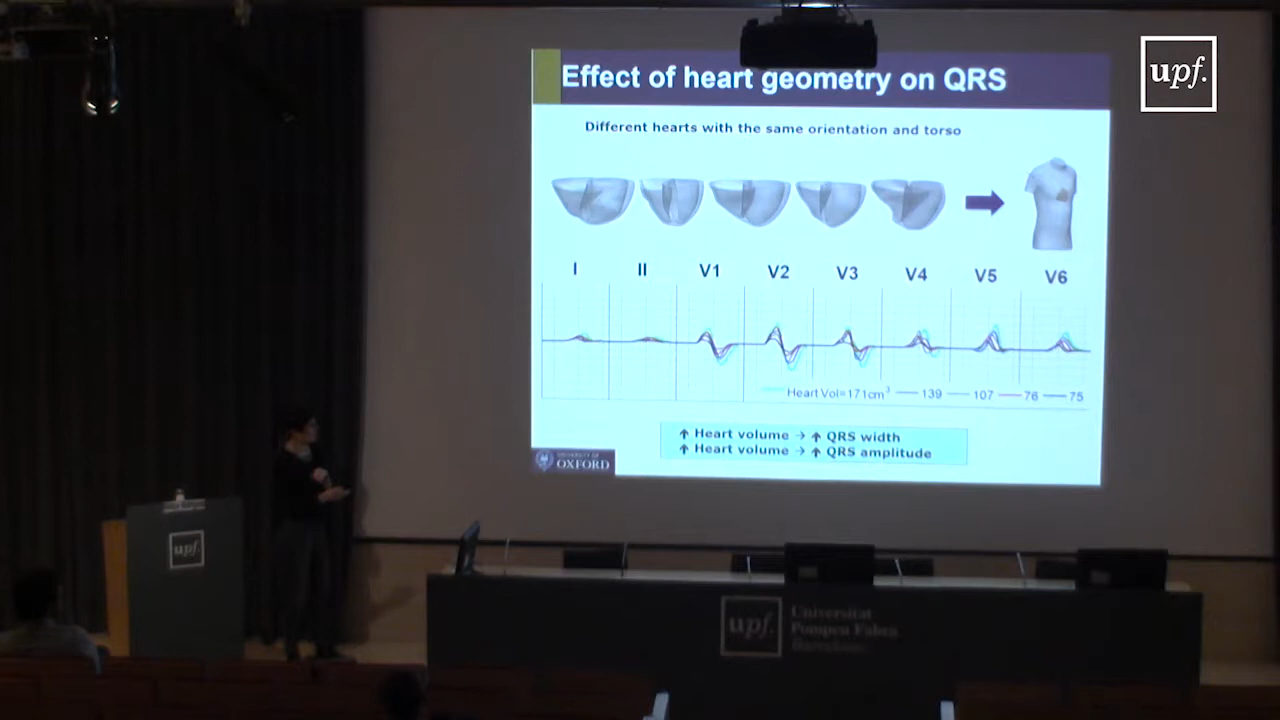 Effect of heart geometry on QRS
upf.
Different hearts with the same orientation and torso
I II V1 V2 V3 V4 V5 V6
Heart Vol=171cm³ 139 107 76 75
↑ Heart volume → ↑ QRS width
↑ Heart volume → ↑ QRS amplitude
UNIVERSITY OF
OXFORD
upf.
upf.
Universitat
Pompeu Fabra
Barcelona